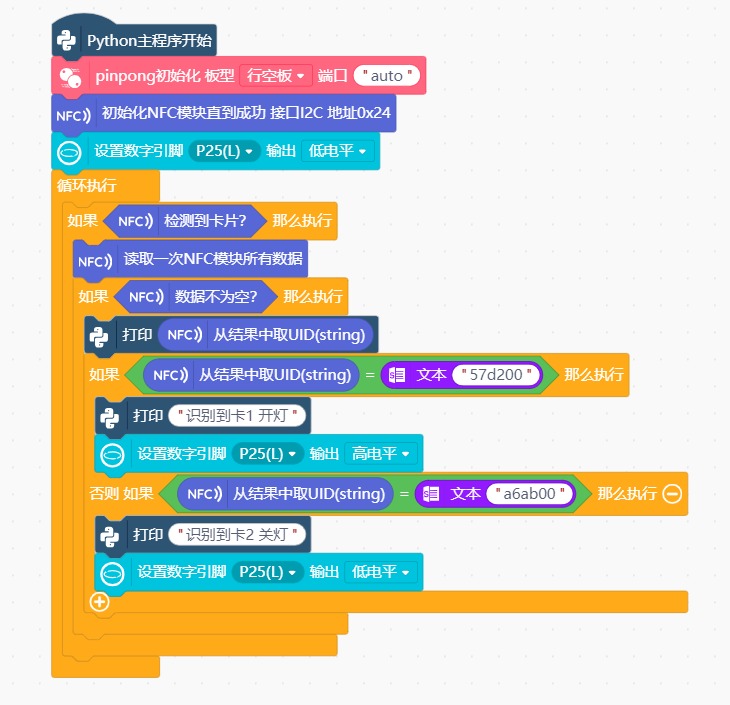 Python主程序开始
pinpong初始化 板型 行空板 端口 "auto"
NFC 初始化NFC模块直到成功 接口I2C 地址0x24
设置数字引脚 P25(L) 输出 低电平
循环执行
如果 NFC 检测到卡片? 那么执行
NFC 读取一次NFC模块所有数据
如果 NFC 数据不为空? 那么执行
打印 NFC 从结果中取UID(string)
如果 NFC 从结果中取UID(string) = 文本 "57d200" 那么执行
打印 "识别到卡1 开灯"
设置数字引脚 P25(L) 输出 高电平
否则 如果 NFC 从结果中取UID(string) = 文本 "a6ab00" 那么执行
打印 "识别到卡2 关灯"
设置数字引脚 P25(L) 输出 低电平